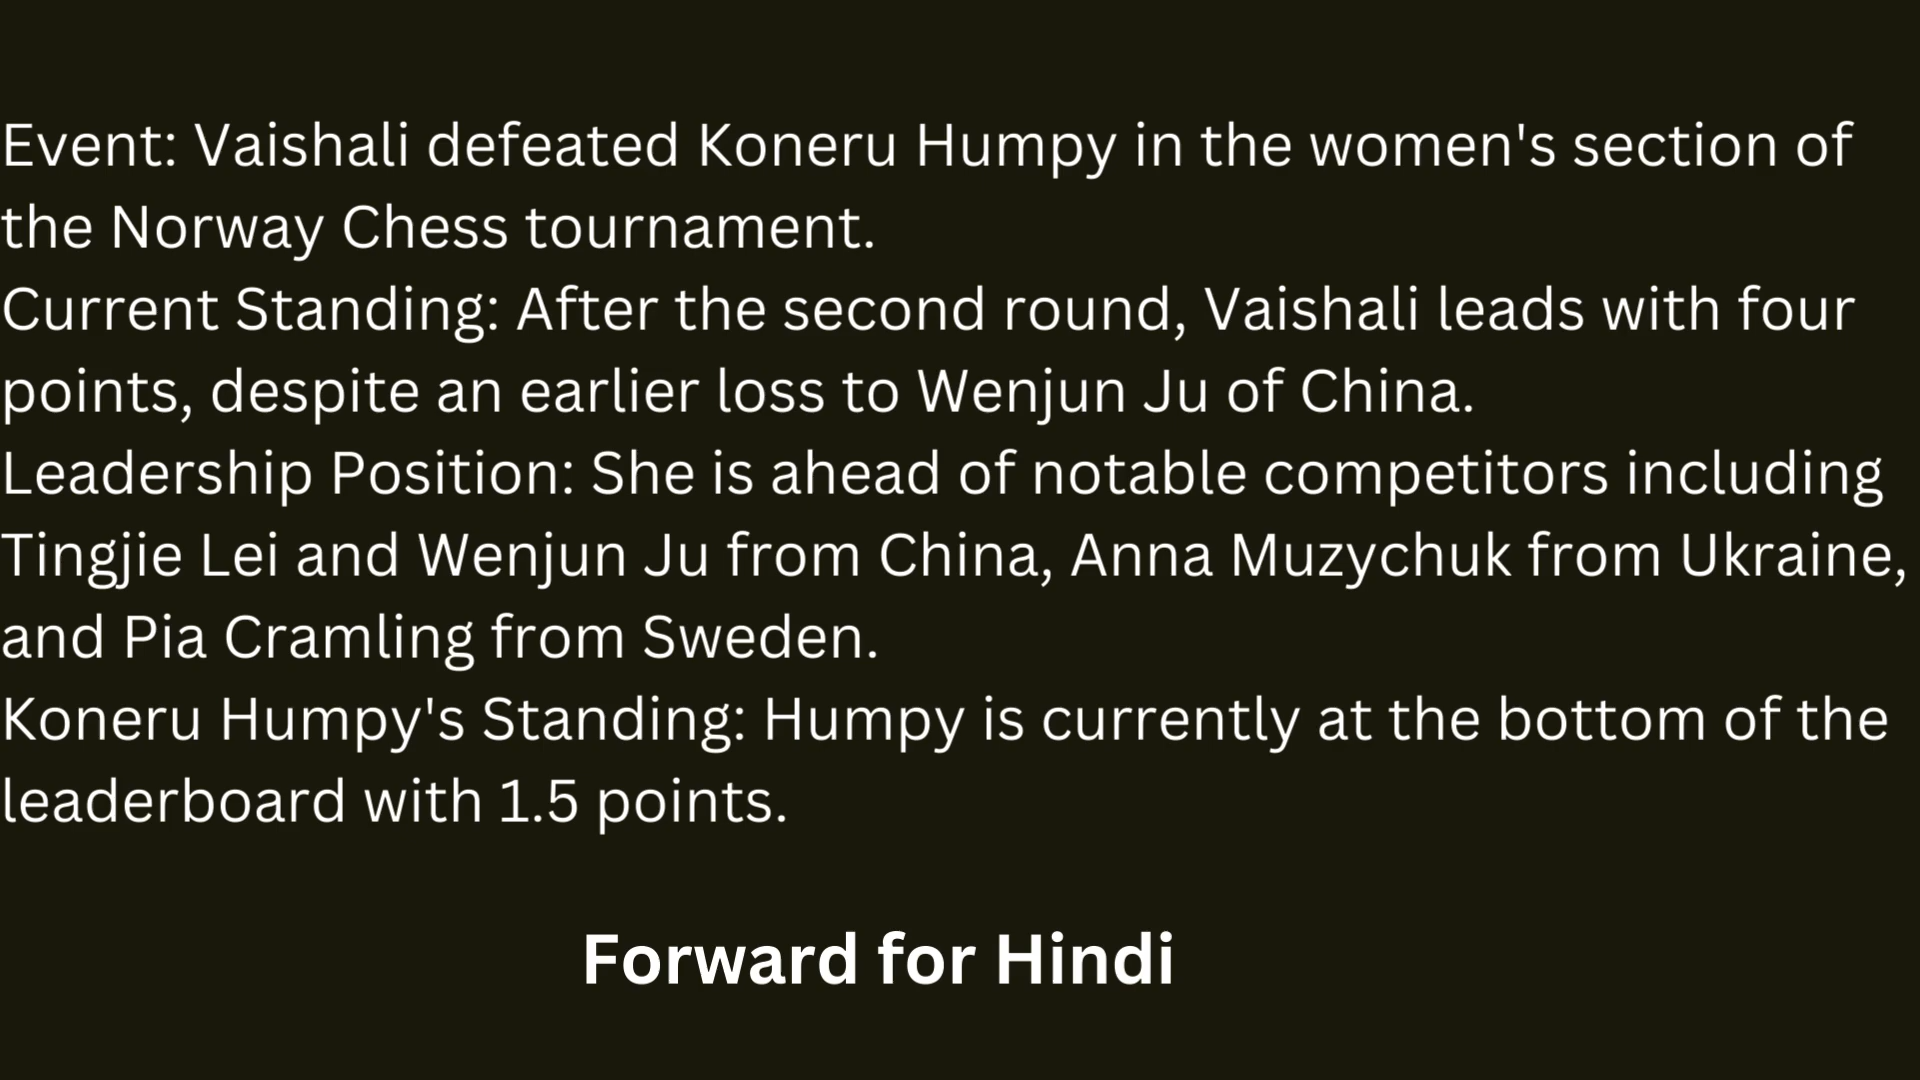 Event: Vaishali defeated Koneru Humpy in the women's section of
the Norway Chess tournament.
Current Standing: After the second round, Vaishali leads with four
points, despite an earlier loss to Wenjun Ju of China.
Leadership Position: She is ahead of notable competitors including
Tingjie Lei and Wenjun Ju from China, Anna Muzychuk from Ukraine,
and Pia Cramling from Sweden.
Koneru Humpy's Standing: Humpy is currently at the bottom of the
leaderboard with 1.5 points.
Forward for Hindi